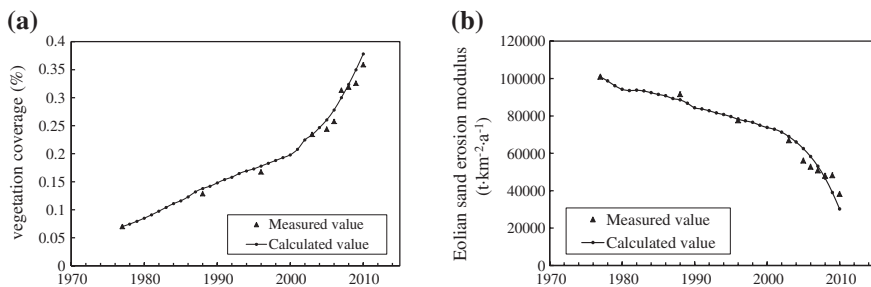 (a)
vegetation coverage (%)
0.4
0.35
0.3
0.25
0.2
0.15
0.1
0.05
0
1970
1980
1990
2000
2010
Measured value
Calculated value
(b)
Eolian sand erosion modulus
(t·km⁻²·a⁻¹)
120000
100000
80000
60000
40000
20000
0
1970
1980
1990
2000
2010
Measured value
Calculated value